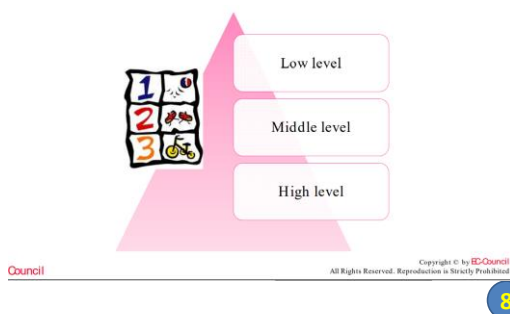 Low level
1
Middle level
2
3
High level
Council
Copyright © by EC-Council
All Rights Reserved. Reproduction is Strictly Prohibited
8